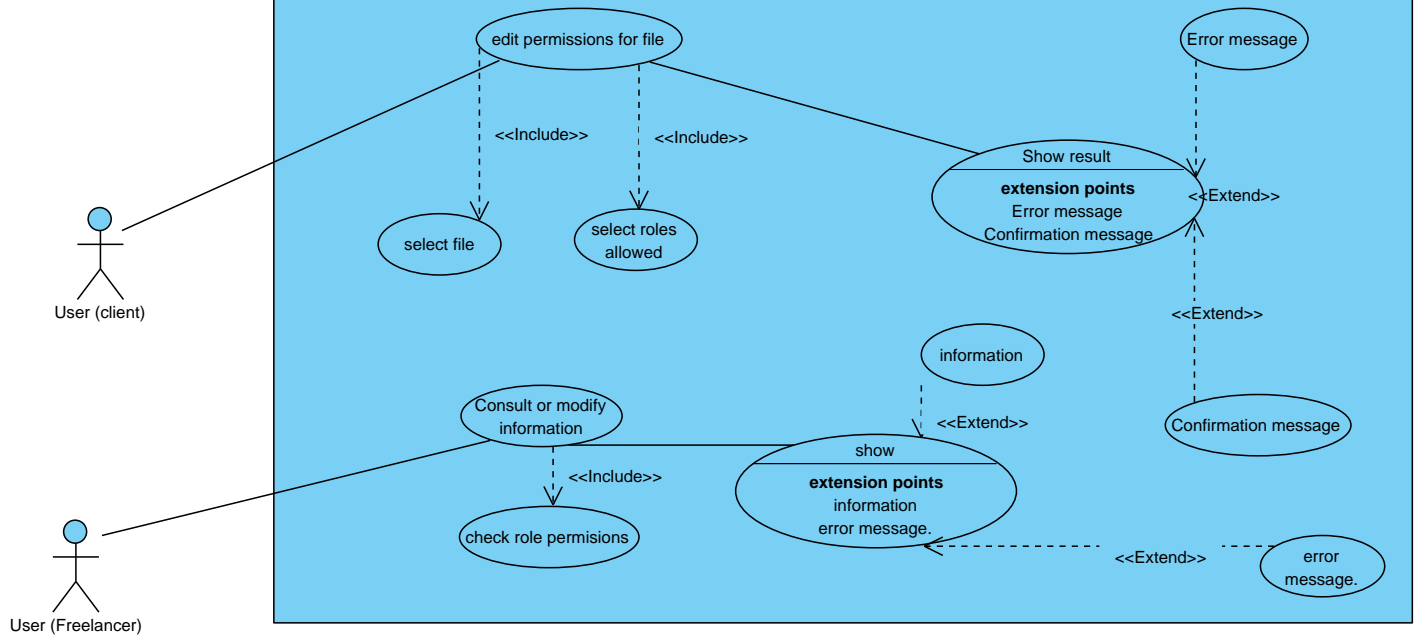 edit permissions for file
Error message
<<Include>>
<<Include>>
Show result
extension points
Error message
Confirmation message
<<Extend>>
select file
select roles
allowed
User (client)
<<Extend>>
information
Consult or modify
information
<<Extend>>
Confirmation message
show
extension points
information
error message.
<<Include>>
check role permisions
<<Extend>>
error
message.
User (Freelancer)